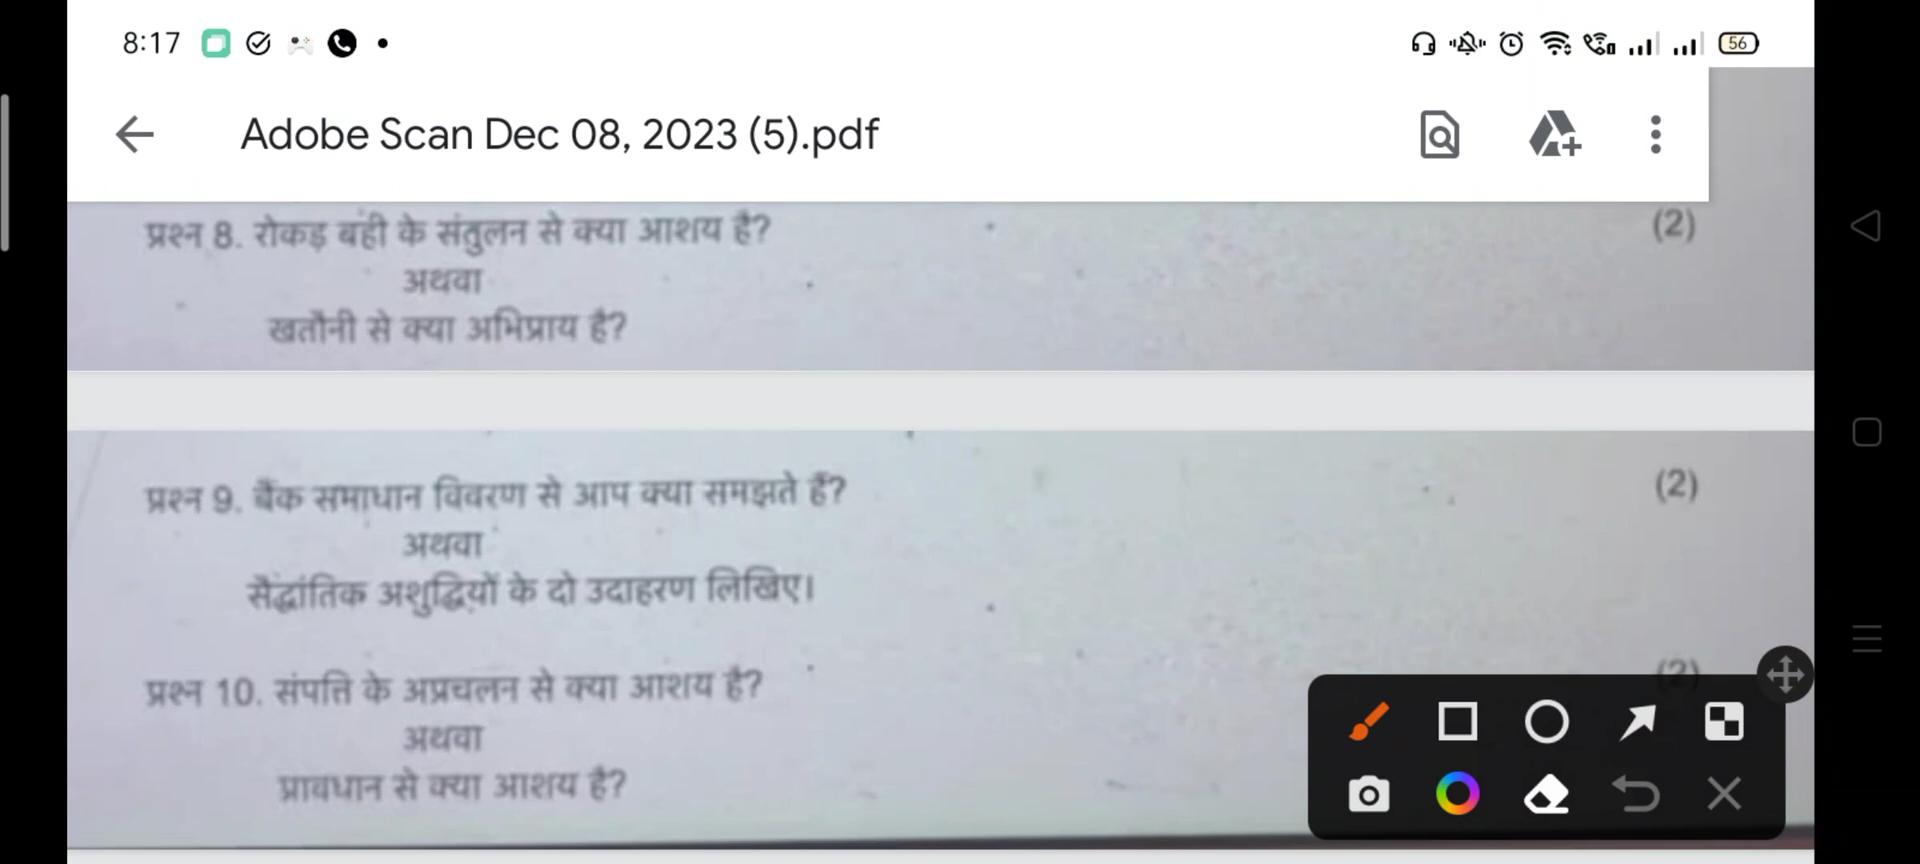 8:17
56
Adobe Scan Dec 08, 2023 (5).pdf
प्रश्न 8. रोकड़ बही के संतुलन से क्या आशय है? (2)
अथवा
खतौनी से क्या अभिप्राय है?
प्रश्न 9. बैंक समाधान विवरण से आप क्या समझते हैं? (2)
अथवा
सैद्धांतिक अशुद्धियों के दो उदाहरण लिखिए।
प्रश्न 10. संपत्ति के अप्रचलन से क्या आशय है? (2)
अथवा
प्रावधान से क्या आशय है?